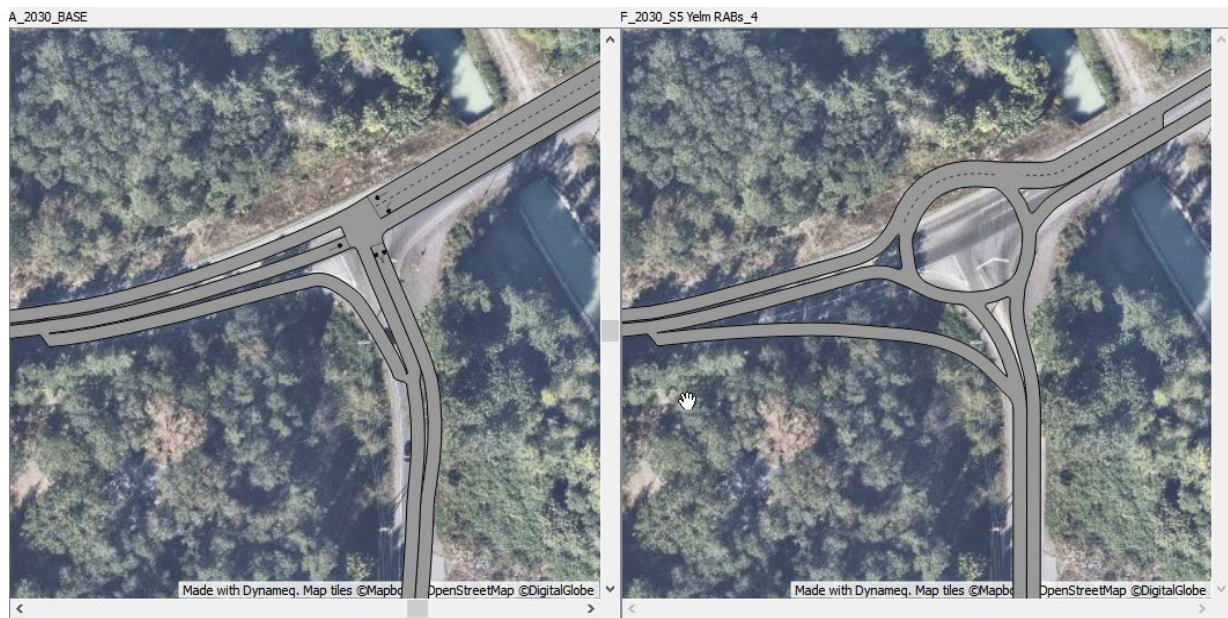 A_2030_BASE
F_2030_S5 Yelm RABs_4
Made with Dynameq. Map tiles ©Mapbo OpenStreetMap ©DigitalGlobe
Made with Dynameq. Map tiles ©Mapbo OpenStreetMap ©DigitalGlobe